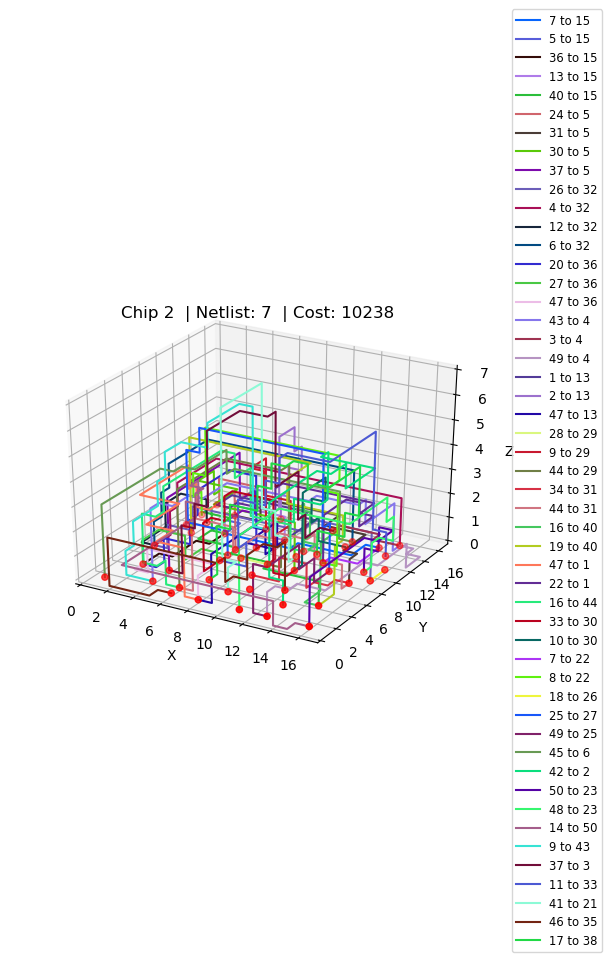 Chip 2 | Netlist: 7 | Cost: 10238
7
6
5
4
3
2
1
0
Z
0
2
4
6
8
10
12
14
16
X
0
2
4
6
8
10
12
14
16
Y
7 to 15
5 to 15
36 to 15
13 to 15
40 to 15
24 to 5
31 to 5
30 to 5
37 to 5
26 to 32
4 to 32
12 to 32
6 to 32
20 to 36
27 to 36
47 to 36
43 to 4
3 to 4
49 to 4
1 to 13
2 to 13
47 to 13
28 to 29
9 to 29
44 to 29
34 to 31
44 to 31
16 to 40
19 to 40
47 to 1
22 to 1
16 to 44
33 to 30
10 to 30
7 to 22
8 to 22
18 to 26
25 to 27
49 to 25
45 to 6
42 to 2
50 to 23
48 to 23
14 to 50
9 to 43
37 to 3
11 to 33
41 to 21
46 to 35
17 to 38